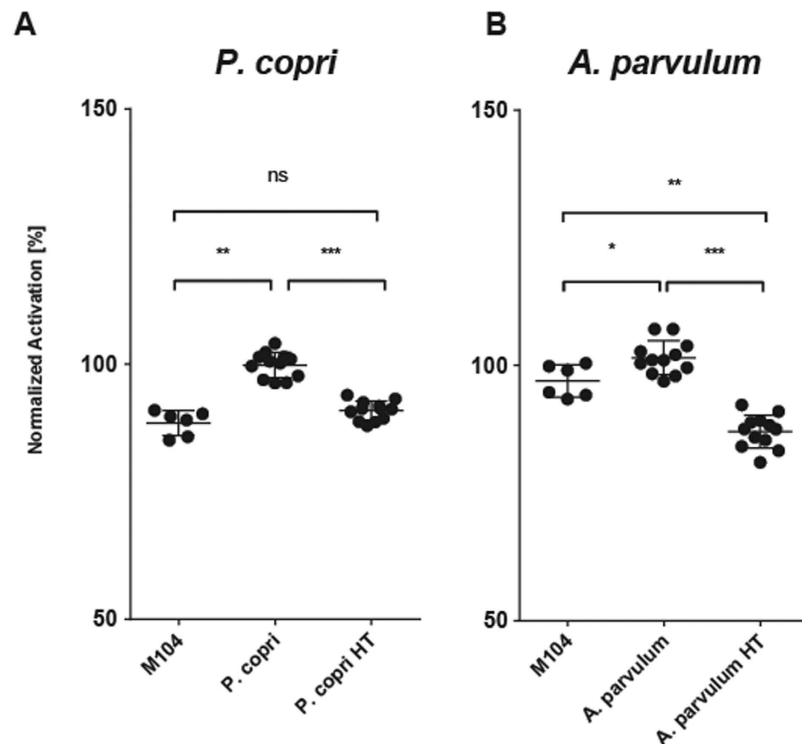 A
P. copri
150
ns
**
***
100
50
Normalized Activation [%]
M104
P. copri
P. copri HT
B
A. parvulum
150
**
*
***
100
50
M104
A. parvulum
A. parvulum HT